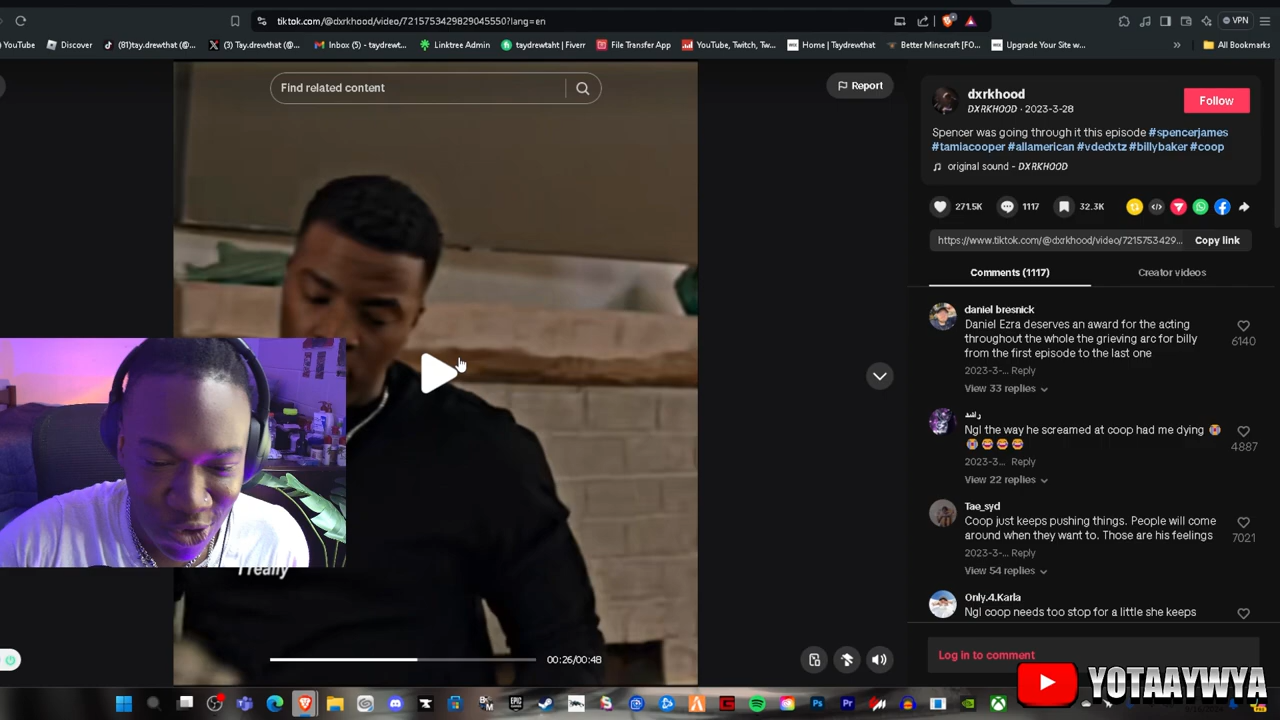 tiktok.com/@dxrkhood/video/7215753429829045550?lang=en
VPN
YouTube
Discover
(81)tay.drewthat (@...
(3) Tay.drewthat (@...
Inbox (5) - taydrewt...
Linktree Admin
taydrewtaht | Fiverr
File Transfer App
YouTube, Twitch, Tw...
Home | Taydrewthat
Better Minecraft [FO...
Upgrade Your Site w...
»
All Bookmarks
Find related content
Report
dxrkhood
DXRKHOOD · 2023-3-28
Follow
Spencer was going through it this episode #spencerjames
#tamiacooper #allamerican #vdedxtz #billybaker #coop
original sound - DXRKHOOD
271.5K
1117
32.3K
https://www.tiktok.com/@dxrkhood/video/7215753429...
Copy link
Comments (1117)
Creator videos
daniel bresnick
Daniel Ezra deserves an award for the acting
throughout the whole the grieving arc for billy
from the first episode to the last one
6140
2023-3-... Reply
View 33 replies
راشد
Ngl the way he screamed at coop had me dying
4887
2023-3... Reply
View 22 replies
Tae_syd
Coop just keeps pushing things. People will come
around when they want to. Those are his feelings
7021
2023-3... Reply
View 54 replies
Only.4.Karla
Ngl coop needs too stop for a little she keeps
I really
00:26/00:48
Log in to comment
YOTAAYWYA